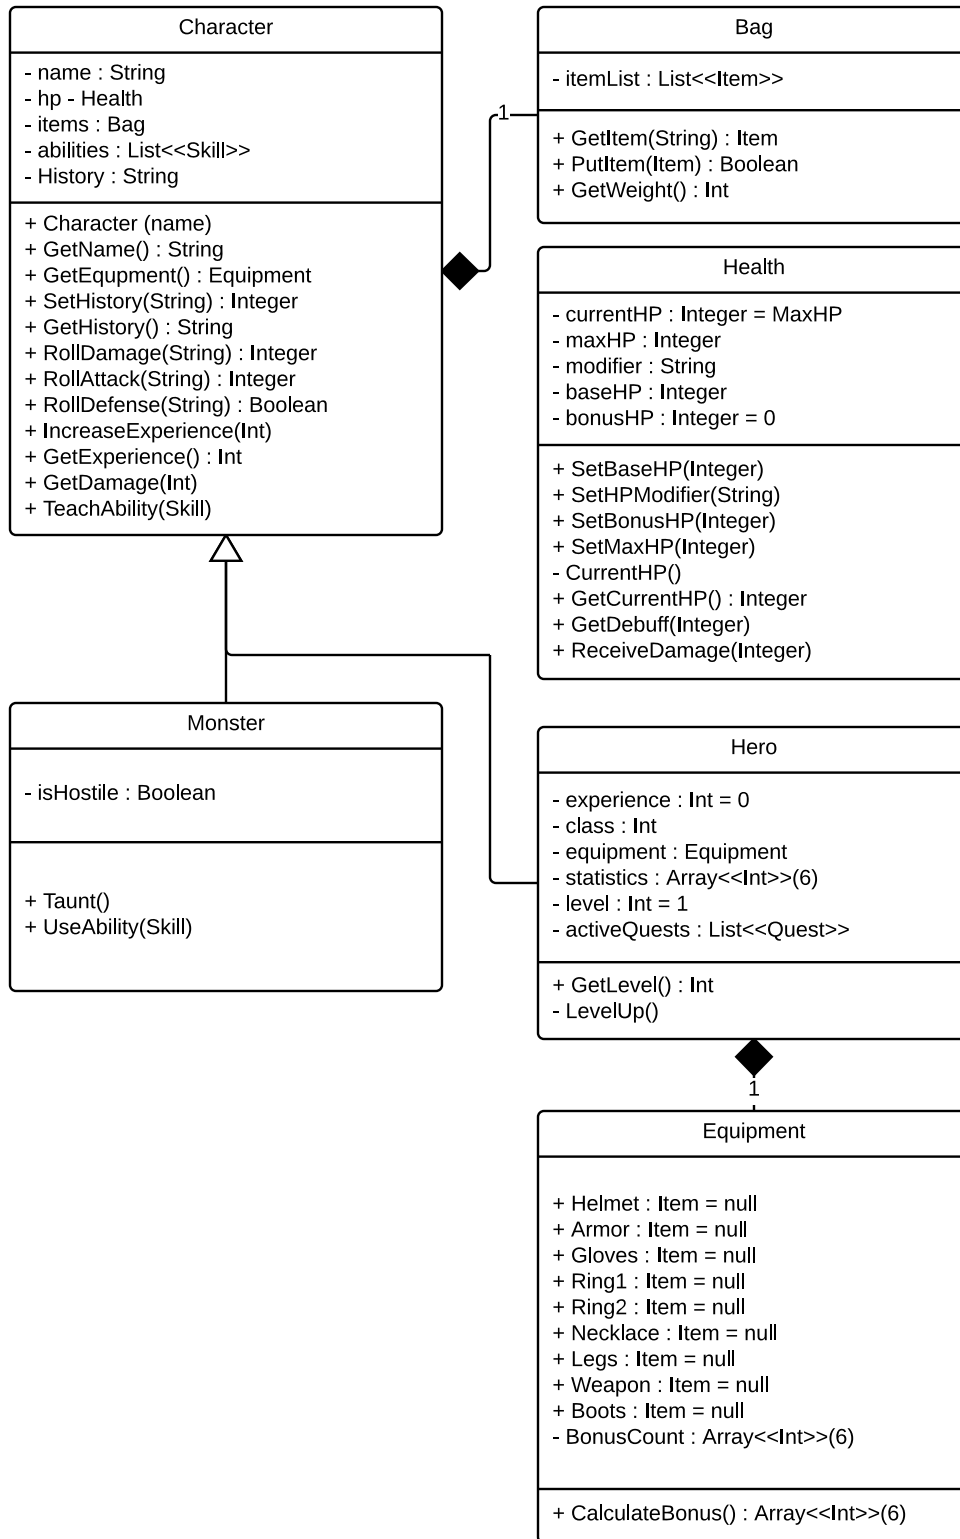 Character
- name : String
- hp - Health
- items : Bag
- abilities : List<<Skill>>
- History : String
+ Character (name)
+ GetName() : String
+ GetEqupment() : Equipment
+ SetHistory(String) : Integer
+ GetHistory() : String
+ RollDamage(String) : Integer
+ RollAttack(String) : Integer
+ RollDefense(String) : Boolean
+ IncreaseExperience(Int)
+ GetExperience() : Int
+ GetDamage(Int)
+ TeachAbility(Skill)
1
Bag
- itemList : List<<Item>>
+ GetItem(String) : Item
+ PutItem(Item) : Boolean
+ GetWeight() : Int
Health
- currentHP : Integer = MaxHP
- maxHP : Integer
- modifier : String
- baseHP : Integer
- bonusHP : Integer = 0
+ SetBaseHP(Integer)
+ SetHPModifier(String)
+ SetBonusHP(Integer)
+ SetMaxHP(Integer)
- CurrentHP()
+ GetCurrentHP() : Integer
+ GetDebuff(Integer)
+ ReceiveDamage(Integer)
Monster
- isHostile : Boolean
+ Taunt()
+ UseAbility(Skill)
Hero
- experience : Int = 0
- class : Int
- equipment : Equipment
- statistics : Array<<Int>>(6)
- level : Int = 1
- activeQuests : List<<Quest>>
+ GetLevel() : Int
- LevelUp()
1
Equipment
+ Helmet : Item = null
+ Armor : Item = null
+ Gloves : Item = null
+ Ring1 : Item = null
+ Ring2 : Item = null
+ Necklace : Item = null
+ Legs : Item = null
+ Weapon : Item = null
+ Boots : Item = null
- BonusCount : Array<<Int>>(6)
+ CalculateBonus() : Array<<Int>>(6)